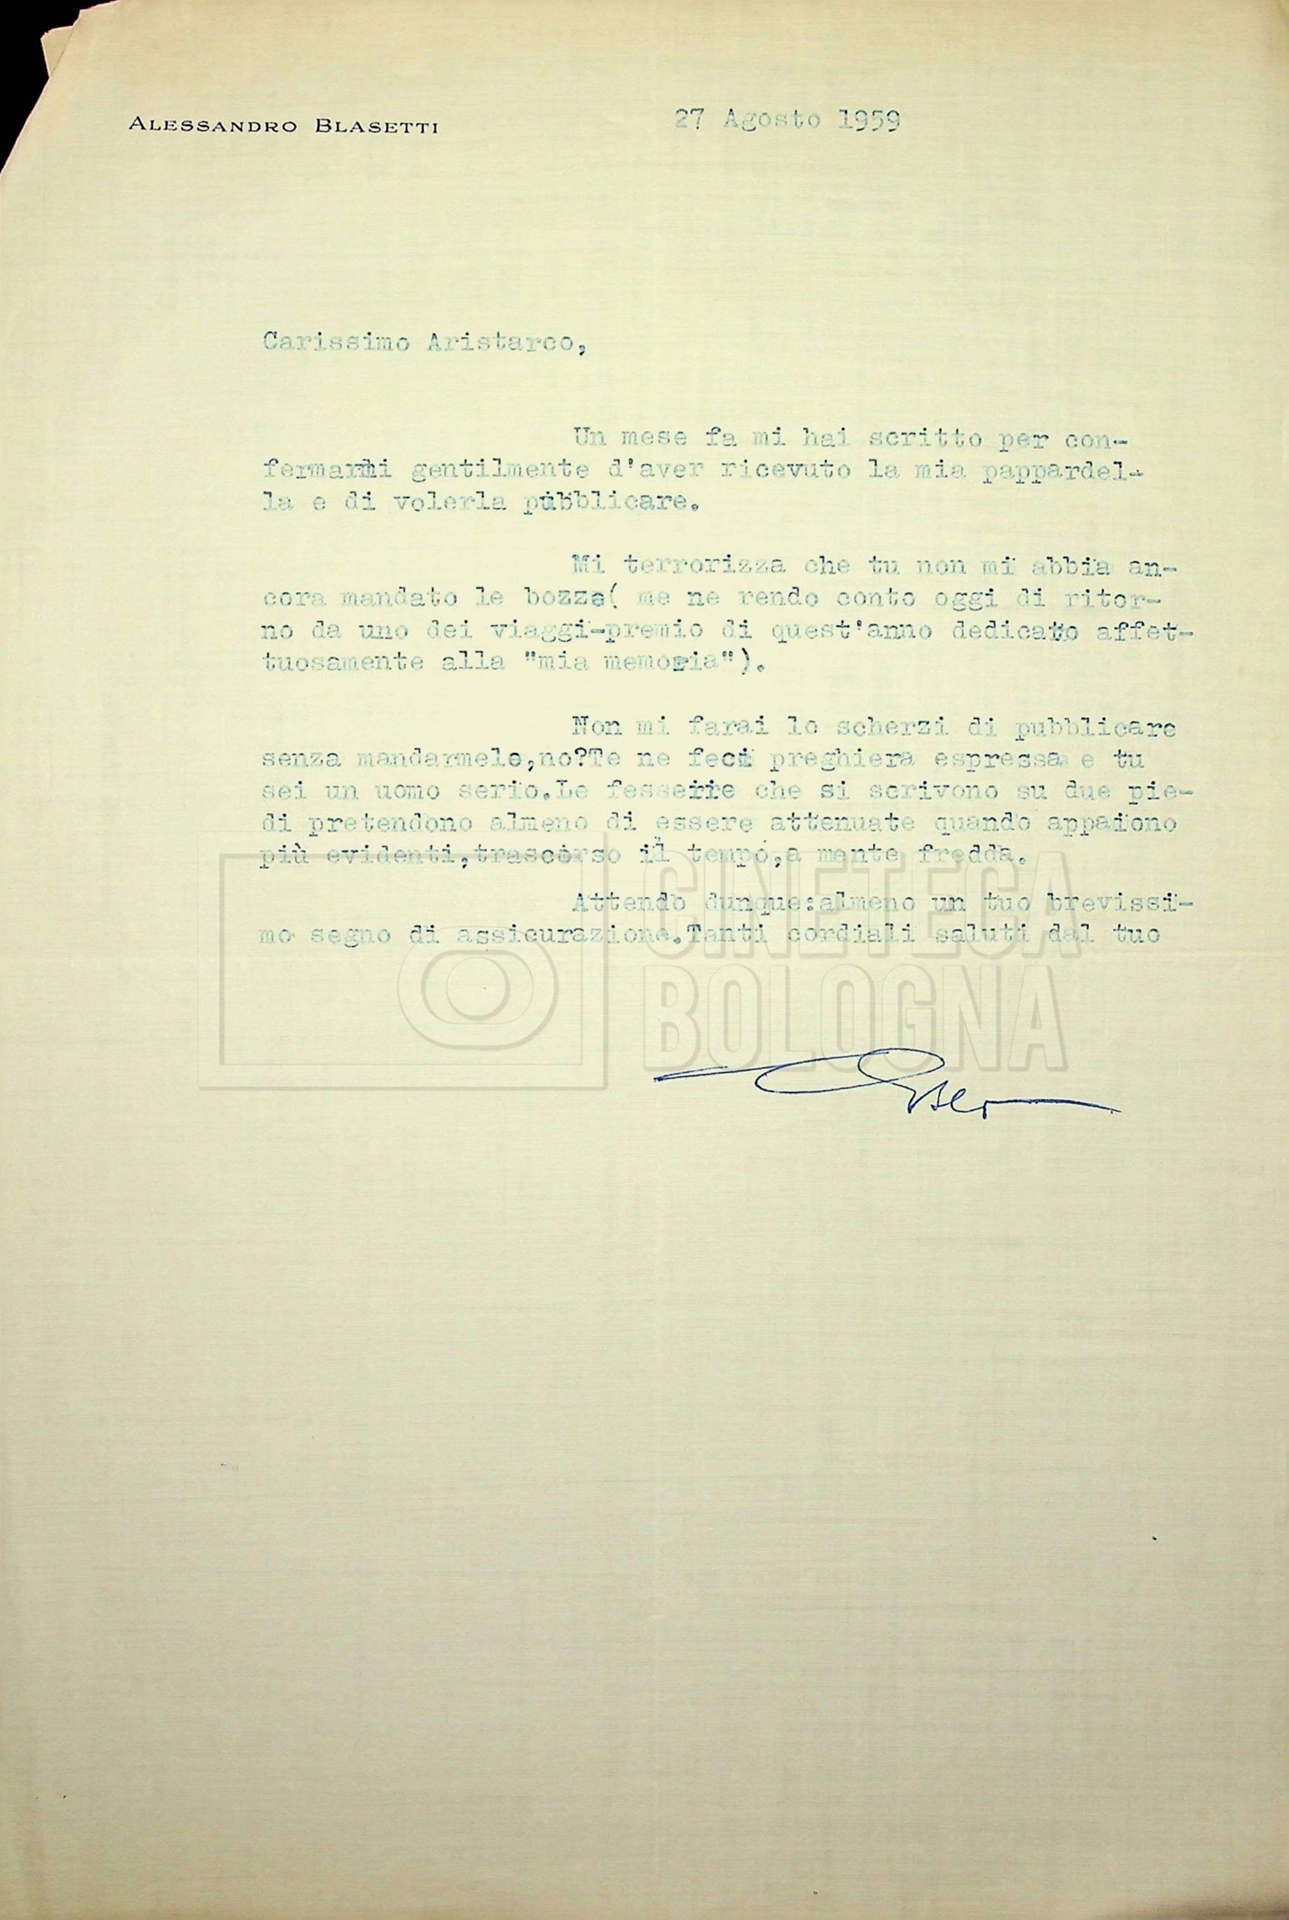 ALESSANDRO BLASETTI
27 Agosto 1959
Carissimo Aristarco,
Un mese fa mi hai scritto per con-
fermarmi gentilmente d'aver ricevuto la mia pappardel-
la e di volerla pubblicare.
Mi terrorizza che tu non mi abbia an-
cora mandato le bozze( me ne rendo conto oggi di ritor-
no da uno dei viaggi-premio di quest'anno dedicato affet-
tuosamente alla "mia memoria").
Non mi farai lo scherzi di pubblicare
senza mandarmele,no?Te ne feci preghiera espressa e tu
sei un uomo serio.Le fesserie che si scrivono su due pie-
di pretendono almeno di essere attenuate quando appaiono
più evidenti,trascorso il tempo,a mente fredda.
Attendo dunque:almeno un tuo brevissi-
mo segno di assicurazione.Tanti cordiali saluti dal tuo
CINETECA
BOLOGNA